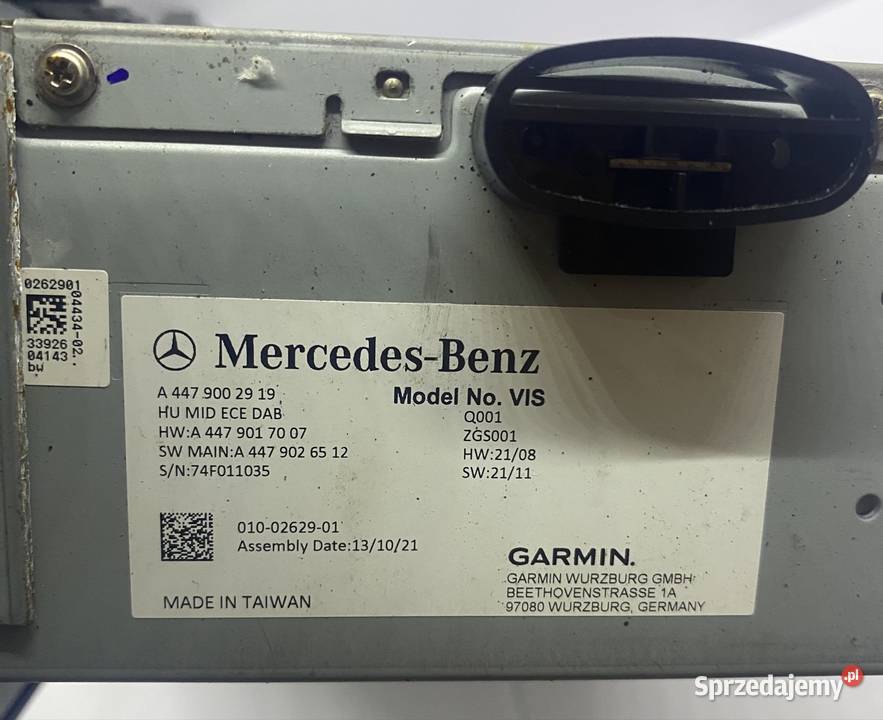 0262901
04434-02
33926
04143
bw
Mercedes-Benz
A 447 900 2919
Model No. VIS
HU MID ECE DAB
Q001
HW:A 447 901 70 07
ZGS001
SW MAIN:A 447 902 65 12
HW:21/08
S/N:74F011035
SW:21/11
010-02629-01
Assembly Date:13/10/21
GARMIN.
GARMIN WURZBURG GMBH
BEETHOVENSTRASSE 1A
97080 WURZBURG, GERMANY
MADE IN TAIWAN
Sprzedajemy.pl